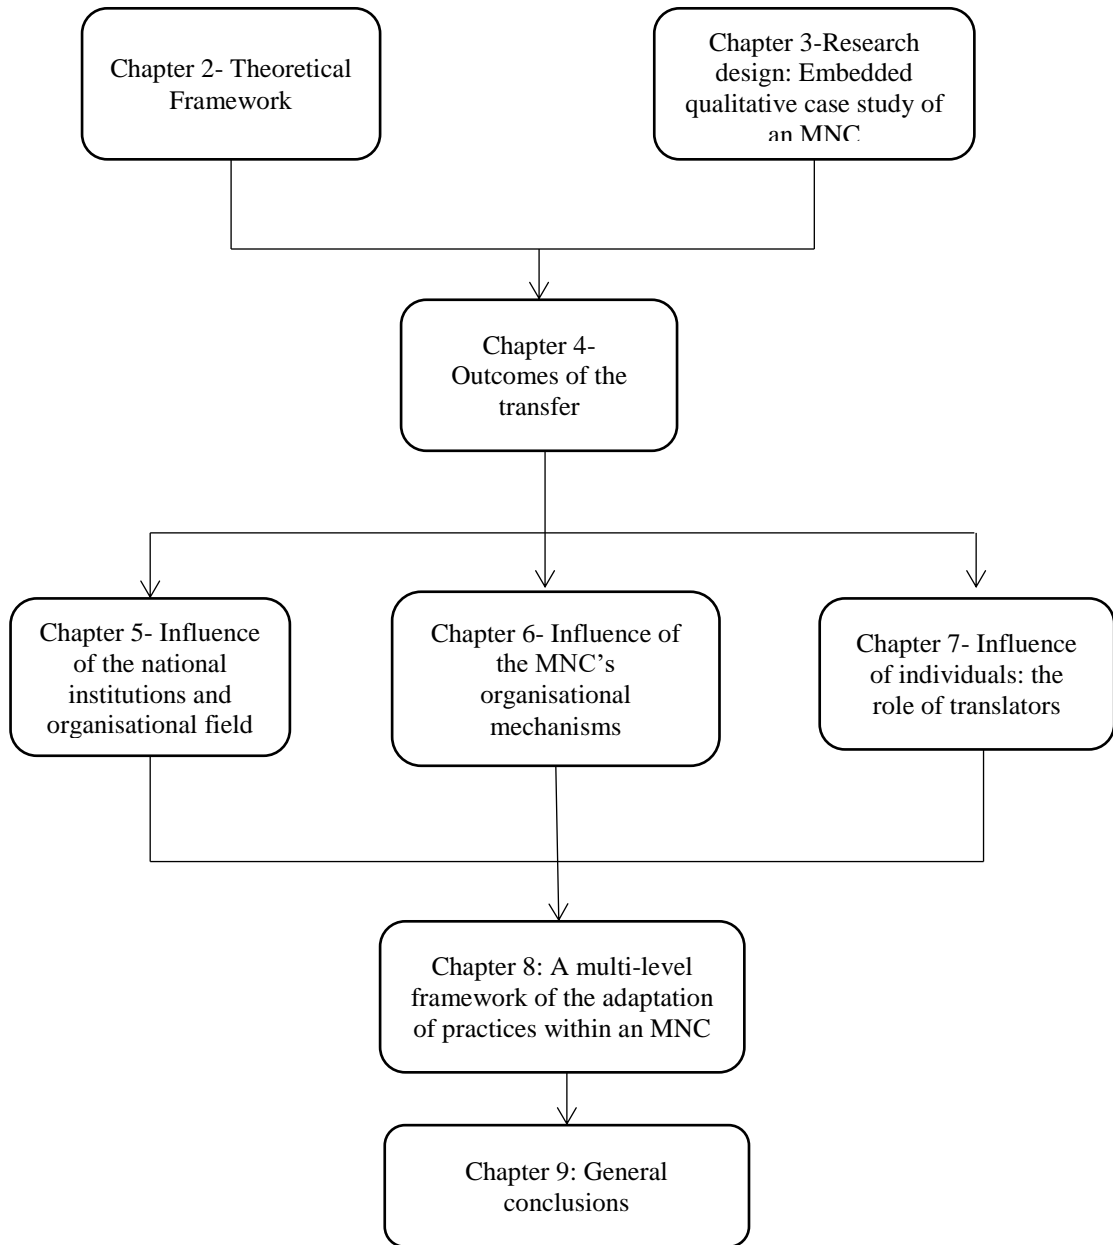 Chapter 2- Theoretical
Framework
Chapter 3-Research
design: Embedded
qualitative case study of
an MNC
Chapter 4-
Outcomes of the
transfer
Chapter 5- Influence
of the national
institutions and
organisational field
Chapter 6- Influence of
the MNC’s
organisational
mechanisms
Chapter 7- Influence
of individuals: the
role of translators
Chapter 8: A multi-level
framework of the adaptation
of practices within an MNC
Chapter 9: General
conclusions